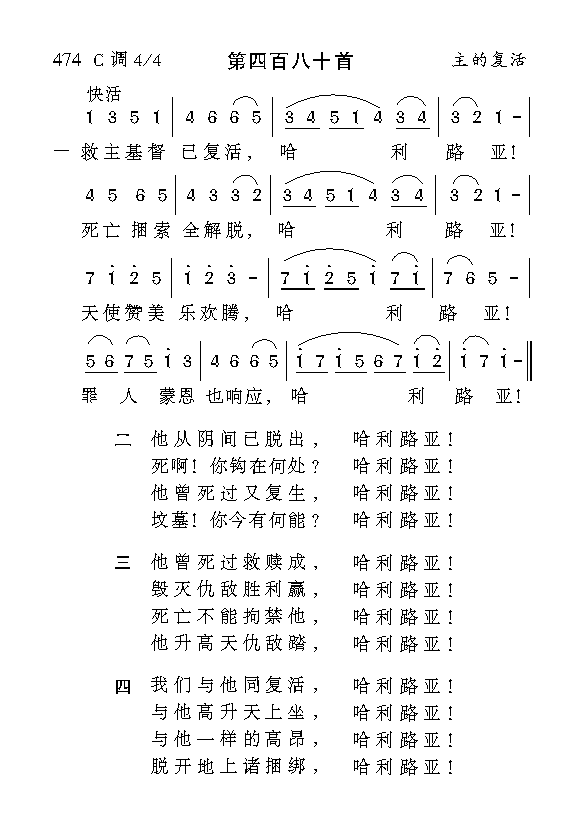 474 C 调 4/4 第四百八十首 主的复活
快活
1 3 5 1 | 4 6 6 5 | 3 4 5 1 4 3 4 | 3 2 1 - |
一 救主基督 已复活， 哈 利 路 亚！
4 5 6 5 | 4 3 3 2 | 3 4 5 1 4 3 4 | 3 2 1 - |
死亡 捆索 全解脱， 哈 利 路 亚！
7 1̇ 2̇ 5 | 1̇ 2̇ 3̇ - | 7 1̇ 2̇ 5 1̇ 7 1̇ | 7 6 5 - |
天使赞美 乐欢腾， 哈 利 路 亚！
5 6 7 5 1̇ 3 | 4 6 6 5 | 1̇ 7 1̇ 5 6 7 1̇ 2̇ | 1̇ 7 1̇ - ‖
罪 人 蒙恩 也响应， 哈 利 路 亚！
二 他从阴间已脱出， 哈利路亚！
死啊！你钩在何处？ 哈利路亚！
他曾死过又复生， 哈利路亚！
坟墓！你今有何能？ 哈利路亚！
三 他曾死过救赎成， 哈利路亚！
毁灭仇敌胜利赢， 哈利路亚！
死亡不能拘禁他， 哈利路亚！
他升高天仇敌踏， 哈利路亚！
四 我们与他同复活， 哈利路亚！
与他高升天上坐， 哈利路亚！
与他一样的高昂， 哈利路亚！
脱开地上诸捆绑， 哈利路亚！